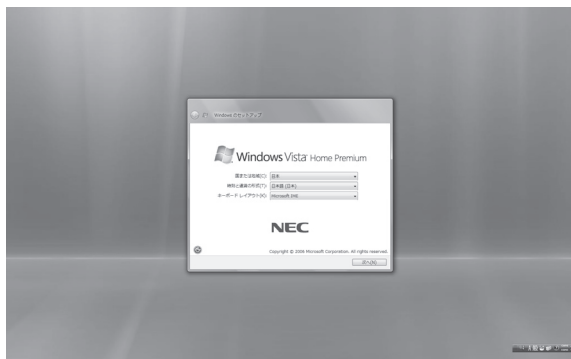 Windows のセットアップ
Windows Vista Home Premium
国または地域(C): 日本
時刻と通貨の形式(T): 日本語 (日本)
キーボード レイアウト(K): Microsoft IME
NEC
Copyright © 2006 Microsoft Corporation. All rights reserved.
次へ(N)